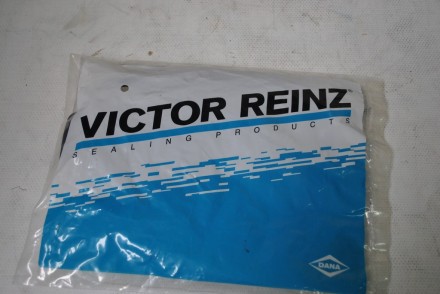 VICTOR REINZ
SEALING PRODUCTS
DANA